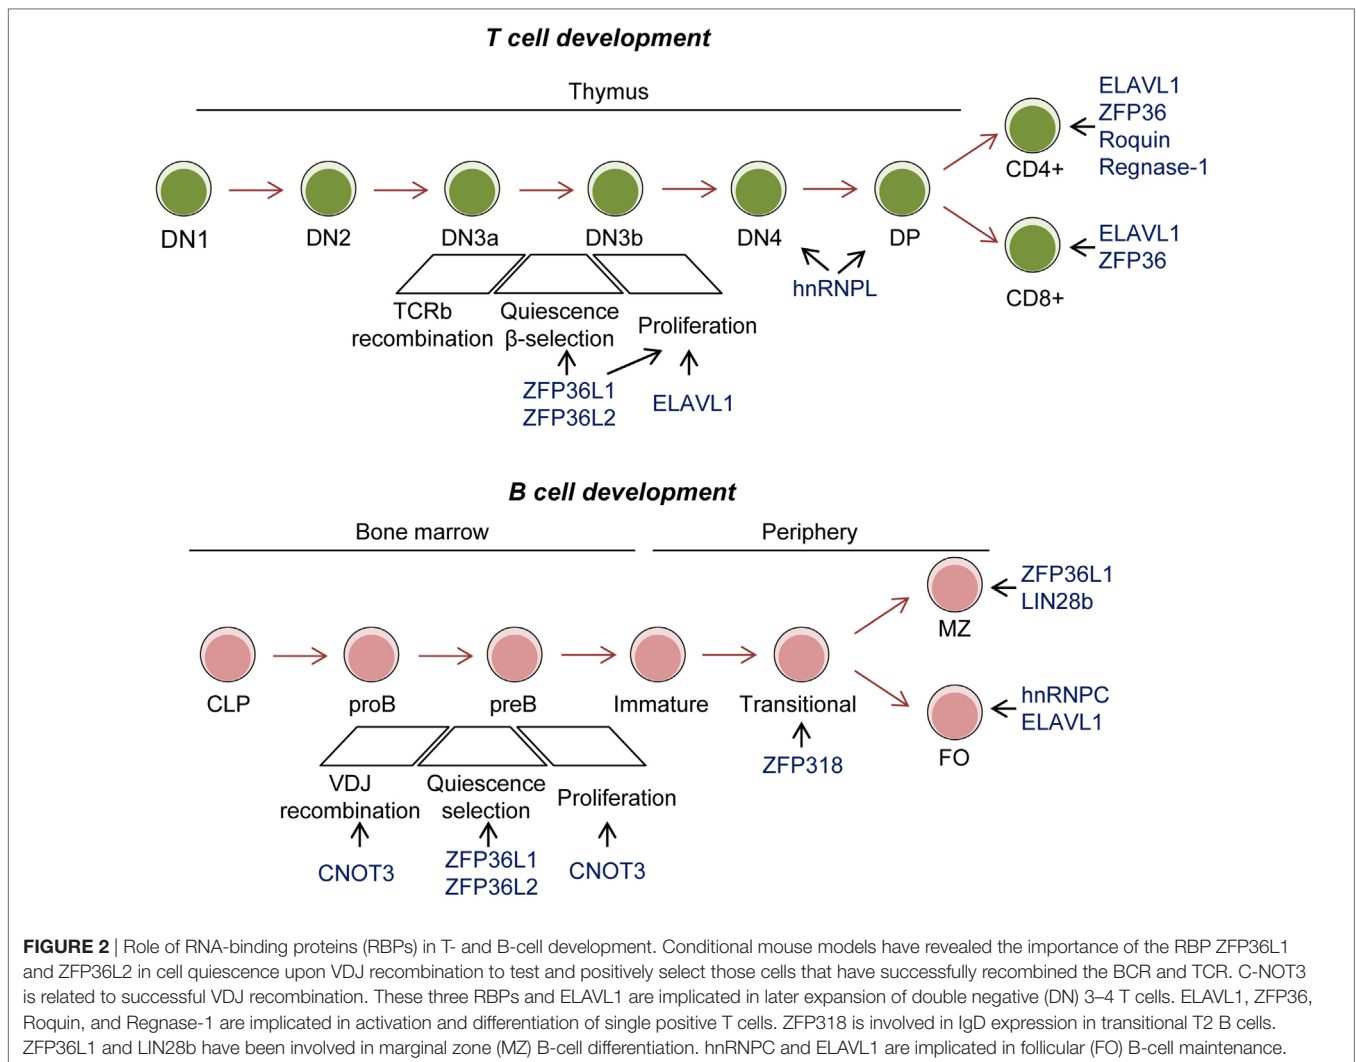 T cell development
Thymus
ELAVL1
ZFP36
Roquin
Regnase-1
CD4+
DN1
DN2
DN3a
DN3b
DN4
DP
ELAVL1
ZFP36
CD8+
hnRNPL
TCRb
recombination
Quiescence
β-selection
Proliferation
ZFP36L1
ZFP36L2
ELAVL1
B cell development
Bone marrow
Periphery
ZFP36L1
LIN28b
MZ
CLP
proB
preB
Immature
Transitional
hnRNPC
ELAVL1
FO
ZFP318
VDJ
recombination
Quiescence
selection
Proliferation
CNOT3
ZFP36L1
ZFP36L2
CNOT3
FIGURE 2 | Role of RNA-binding proteins (RBPs) in T- and B-cell development. Conditional mouse models have revealed the importance of the RBP ZFP36L1
and ZFP36L2 in cell quiescence upon VDJ recombination to test and positively select those cells that have successfully recombined the BCR and TCR. C-NOT3
is related to successful VDJ recombination. These three RBPs and ELAVL1 are implicated in later expansion of double negative (DN) 3–4 T cells. ELAVL1, ZFP36,
Roquin, and Regnase-1 are implicated in activation and differentiation of single positive T cells. ZFP318 is involved in IgD expression in transitional T2 B cells.
ZFP36L1 and LIN28b have been involved in marginal zone (MZ) B-cell differentiation. hnRNPC and ELAVL1 are implicated in follicular (FO) B-cell maintenance.